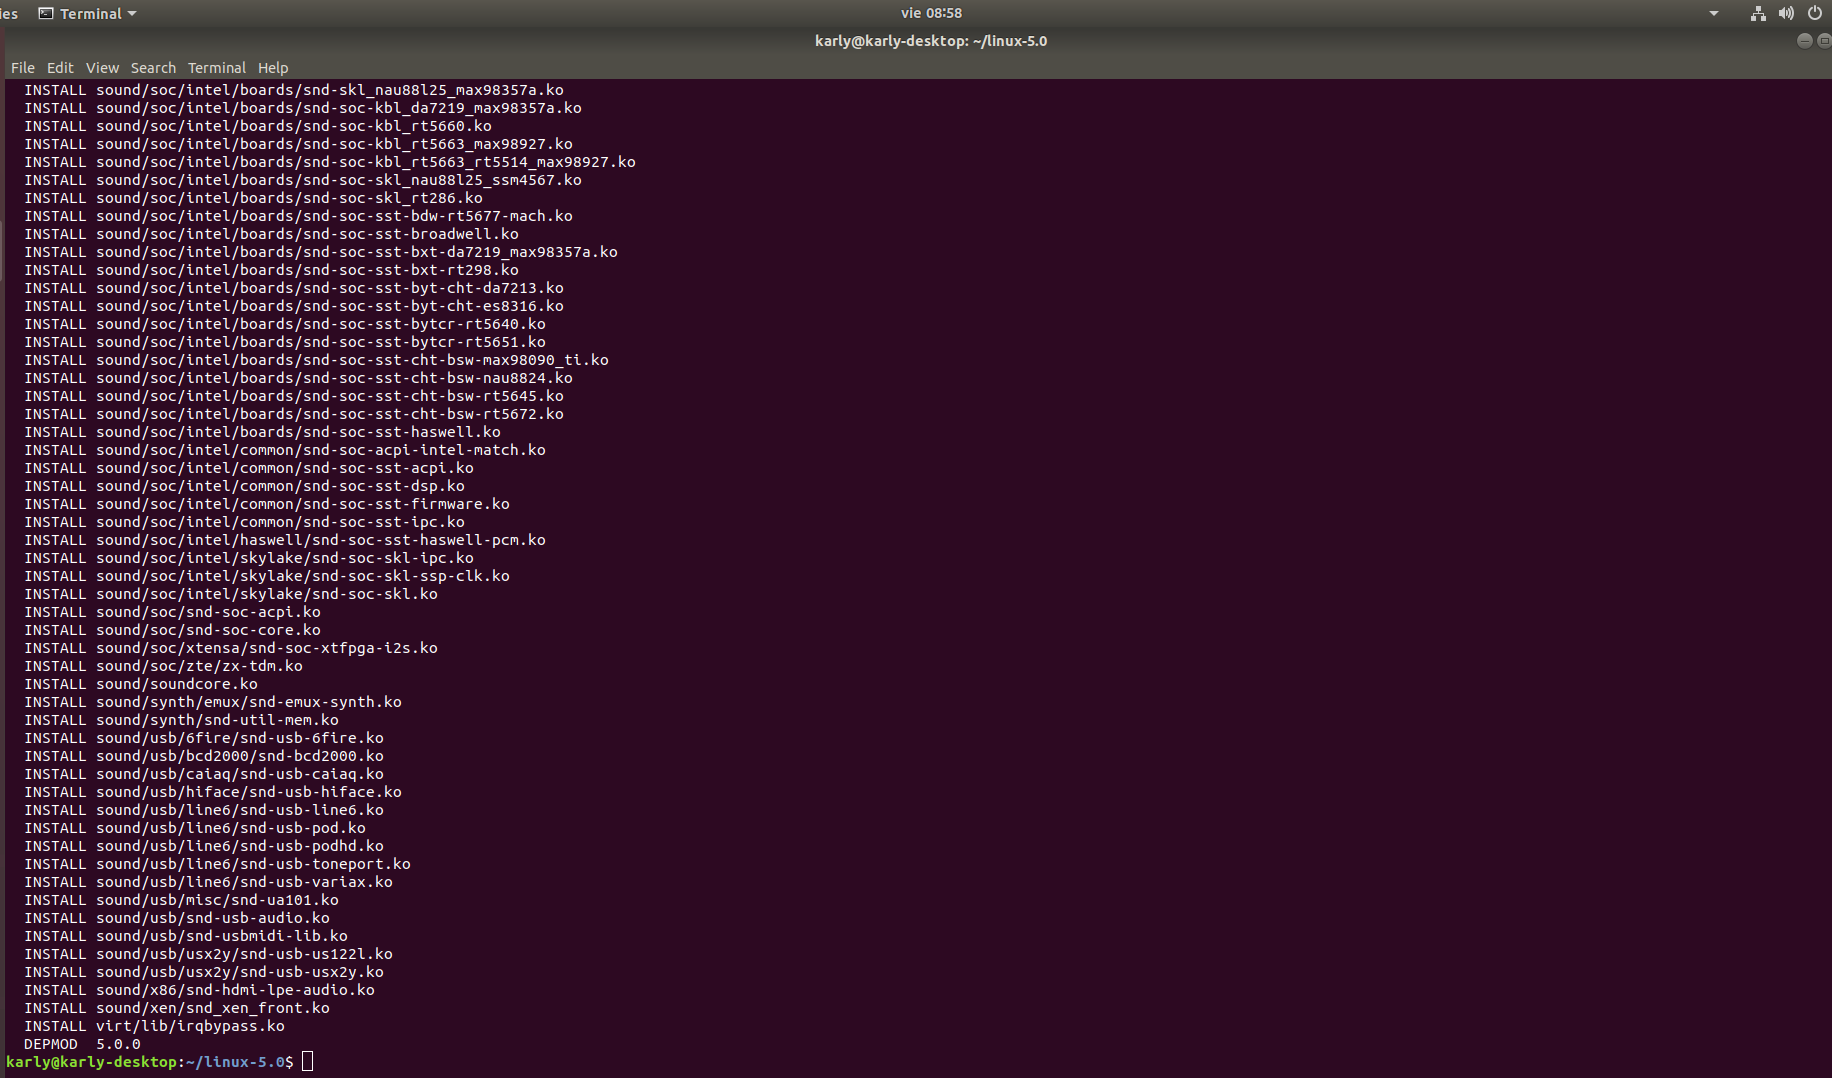 ies Terminal vie 08:58
karly@karly-desktop: ~/linux-5.0
File Edit View Search Terminal Help
INSTALL sound/soc/intel/boards/snd-skl_nau88l25_max98357a.ko
INSTALL sound/soc/intel/boards/snd-soc-kbl_da7219_max98357a.ko
INSTALL sound/soc/intel/boards/snd-soc-kbl_rt5660.ko
INSTALL sound/soc/intel/boards/snd-soc-kbl_rt5663_max98927.ko
INSTALL sound/soc/intel/boards/snd-soc-kbl_rt5663_rt5514_max98927.ko
INSTALL sound/soc/intel/boards/snd-soc-skl_nau88l25_ssm4567.ko
INSTALL sound/soc/intel/boards/snd-soc-skl_rt286.ko
INSTALL sound/soc/intel/boards/snd-soc-sst-bdw-rt5677-mach.ko
INSTALL sound/soc/intel/boards/snd-soc-sst-broadwell.ko
INSTALL sound/soc/intel/boards/snd-soc-sst-bxt-da7219_max98357a.ko
INSTALL sound/soc/intel/boards/snd-soc-sst-bxt-rt298.ko
INSTALL sound/soc/intel/boards/snd-soc-sst-byt-cht-da7213.ko
INSTALL sound/soc/intel/boards/snd-soc-sst-byt-cht-es8316.ko
INSTALL sound/soc/intel/boards/snd-soc-sst-bytcr-rt5640.ko
INSTALL sound/soc/intel/boards/snd-soc-sst-bytcr-rt5651.ko
INSTALL sound/soc/intel/boards/snd-soc-sst-cht-bsw-max98090_ti.ko
INSTALL sound/soc/intel/boards/snd-soc-sst-cht-bsw-nau8824.ko
INSTALL sound/soc/intel/boards/snd-soc-sst-cht-bsw-rt5645.ko
INSTALL sound/soc/intel/boards/snd-soc-sst-cht-bsw-rt5672.ko
INSTALL sound/soc/intel/boards/snd-soc-sst-haswell.ko
INSTALL sound/soc/intel/common/snd-soc-acpi-intel-match.ko
INSTALL sound/soc/intel/common/snd-soc-sst-acpi.ko
INSTALL sound/soc/intel/common/snd-soc-sst-dsp.ko
INSTALL sound/soc/intel/common/snd-soc-sst-firmware.ko
INSTALL sound/soc/intel/common/snd-soc-sst-ipc.ko
INSTALL sound/soc/intel/haswell/snd-soc-sst-haswell-pcm.ko
INSTALL sound/soc/intel/skylake/snd-soc-skl-ipc.ko
INSTALL sound/soc/intel/skylake/snd-soc-skl-ssp-clk.ko
INSTALL sound/soc/intel/skylake/snd-soc-skl.ko
INSTALL sound/soc/snd-soc-acpi.ko
INSTALL sound/soc/snd-soc-core.ko
INSTALL sound/soc/xtensa/snd-soc-xtfpga-i2s.ko
INSTALL sound/soc/zte/zx-tdm.ko
INSTALL sound/soundcore.ko
INSTALL sound/synth/emux/snd-emux-synth.ko
INSTALL sound/synth/snd-util-mem.ko
INSTALL sound/usb/6fire/snd-usb-6fire.ko
INSTALL sound/usb/bcd2000/snd-bcd2000.ko
INSTALL sound/usb/caiaq/snd-usb-caiaq.ko
INSTALL sound/usb/hiface/snd-usb-hiface.ko
INSTALL sound/usb/line6/snd-usb-line6.ko
INSTALL sound/usb/line6/snd-usb-pod.ko
INSTALL sound/usb/line6/snd-usb-podhd.ko
INSTALL sound/usb/line6/snd-usb-toneport.ko
INSTALL sound/usb/line6/snd-usb-variax.ko
INSTALL sound/usb/misc/snd-ua101.ko
INSTALL sound/usb/snd-usb-audio.ko
INSTALL sound/usb/snd-usbmidi-lib.ko
INSTALL sound/usb/usx2y/snd-usb-us122l.ko
INSTALL sound/usb/usx2y/snd-usb-usx2y.ko
INSTALL sound/x86/snd-hdmi-lpe-audio.ko
INSTALL sound/xen/snd_xen_front.ko
INSTALL virt/lib/irqbypass.ko
DEPMOD 5.0.0
karly@karly-desktop:~/linux-5.0$